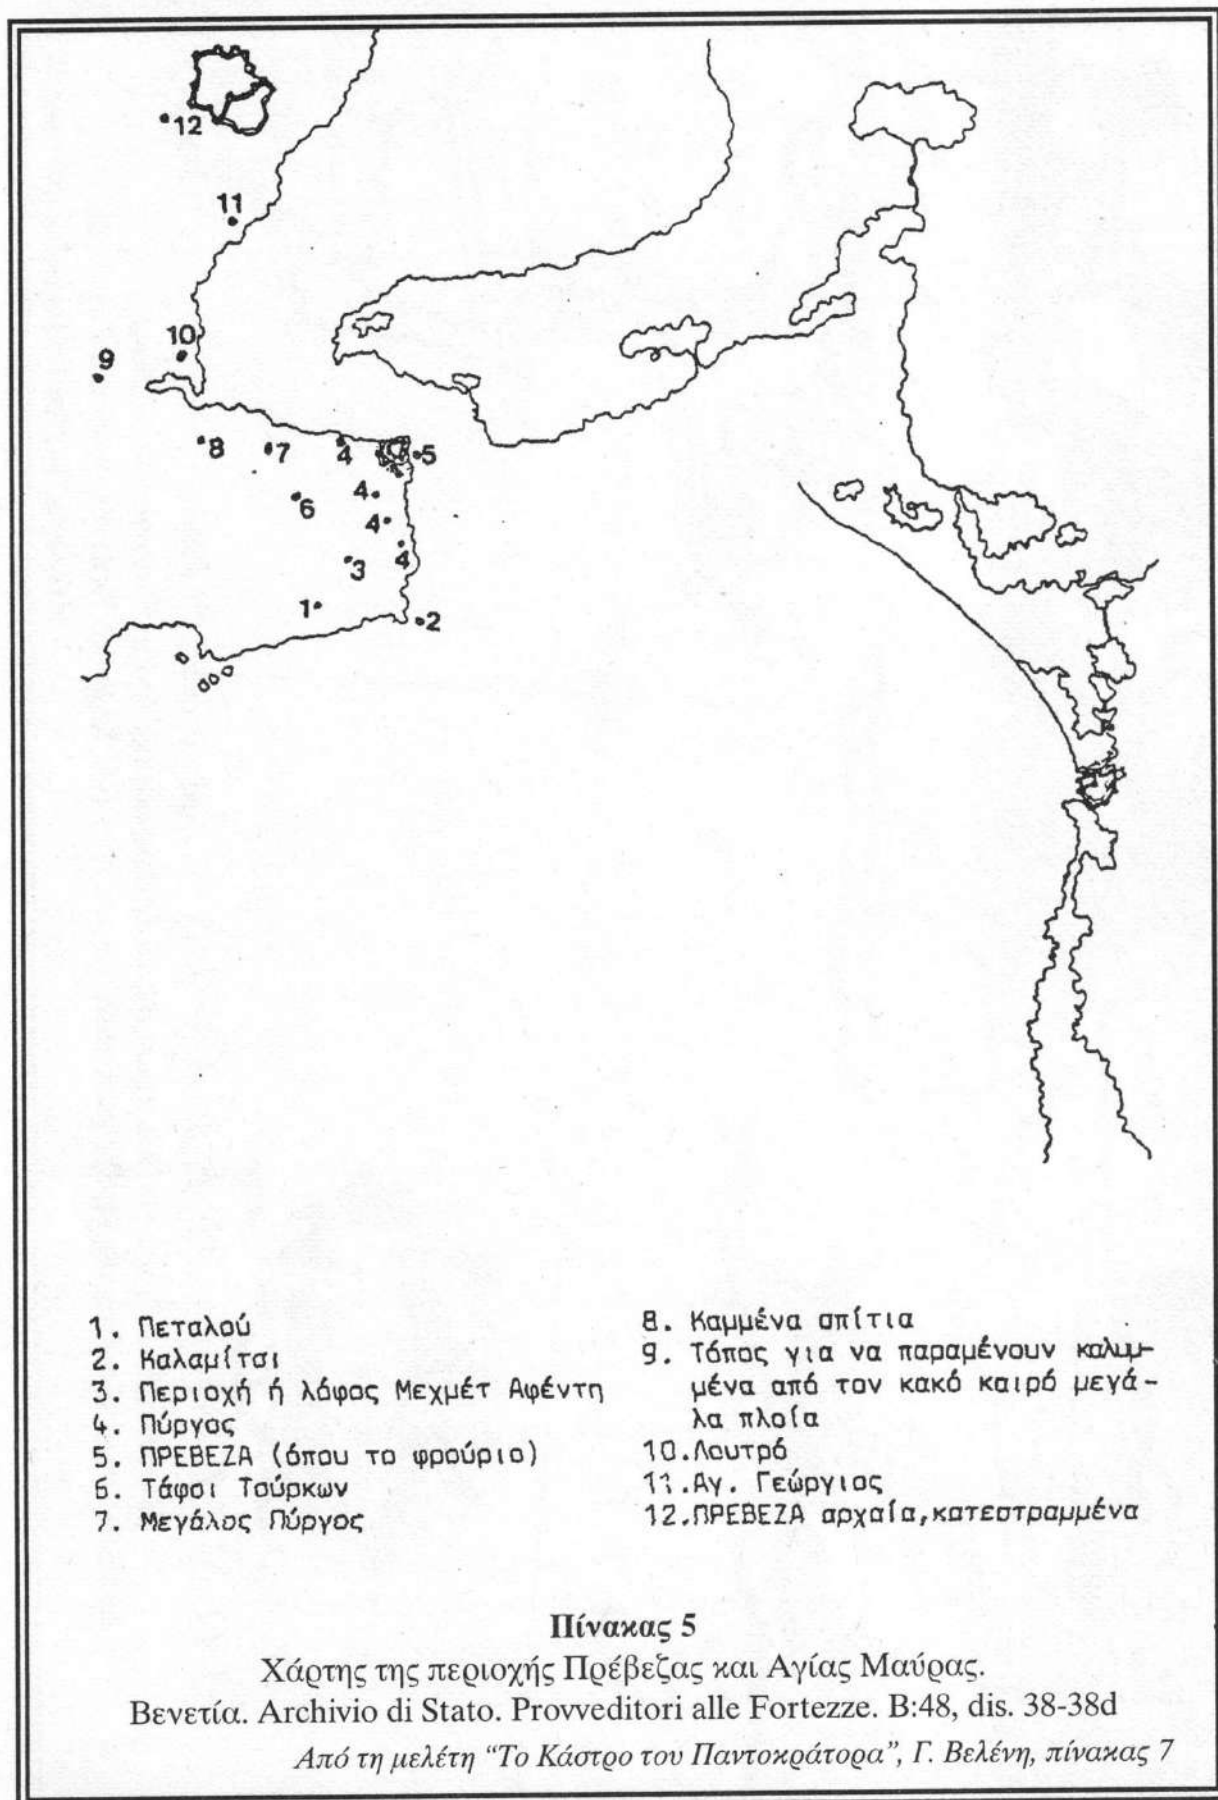 12
11
10
9
8
7
4
5
6
4
4
3
4
1
2
1. Πεταλού
2. Καλαμίτσι
3. Περιοχή ή λόφος Μεχμέτ Αφέντη
4. Πύργος
5. ΠΡΕΒΕΖΑ (όπου το φρούριο)
6. Τάφοι Τούρκων
7. Μεγάλος Πύργος
8. Καμμένα σπίτια
9. Τόπος για να παραμένουν καλυμ-
μένα από τον κακό καιρό μεγά-
λα πλοία
10.Λουτρό
11.Αγ. Γεώργιος
12.ΠΡΕΒΕΖΑ αρχαία,κατεστραμμένα
Πίνακας 5
Χάρτης της περιοχής Πρέβεζας και Αγίας Μαύρας.
Βενετία. Archivio di Stato. Provveditori alle Fortezze. B:48, dis. 38-38d
Από τη μελέτη “Το Κάστρο του Παντοκράτορα”, Γ. Βελένη, πίνακας 7